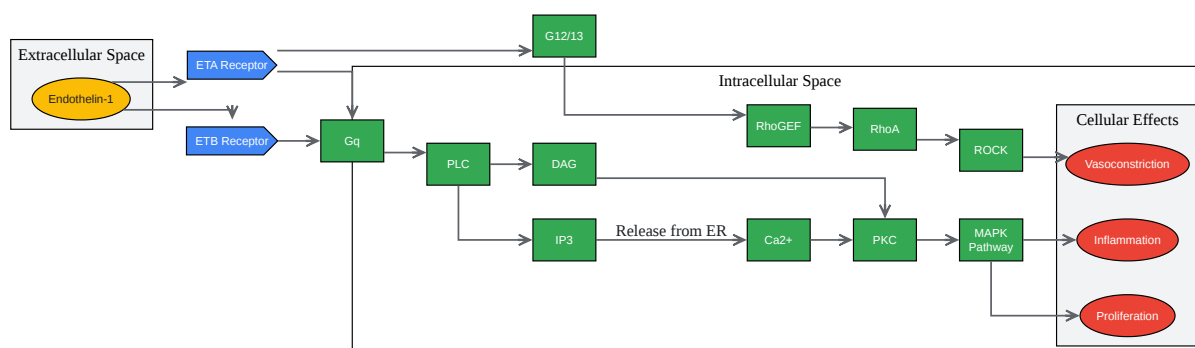 Extracellular Space
Endothelin-1
ETA Receptor
ETB Receptor
G12/13
Intracellular Space
Gq
PLC
DAG
IP3
Release from ER
RhoGEF
RhoA
ROCK
Ca2+
PKC
MAPK
Pathway
Cellular Effects
Vasoconstriction
Inflammation
Proliferation